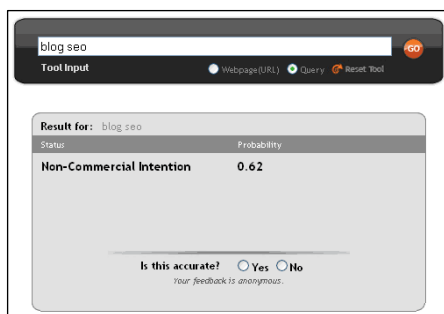 blog seo
GO
Tool Input Webpage(URL) Query Reset Tool
Result for: blog seo
Status Probability
Non-Commercial Intention 0.62
Is this accurate? Yes No
Your feedback is anonymous.